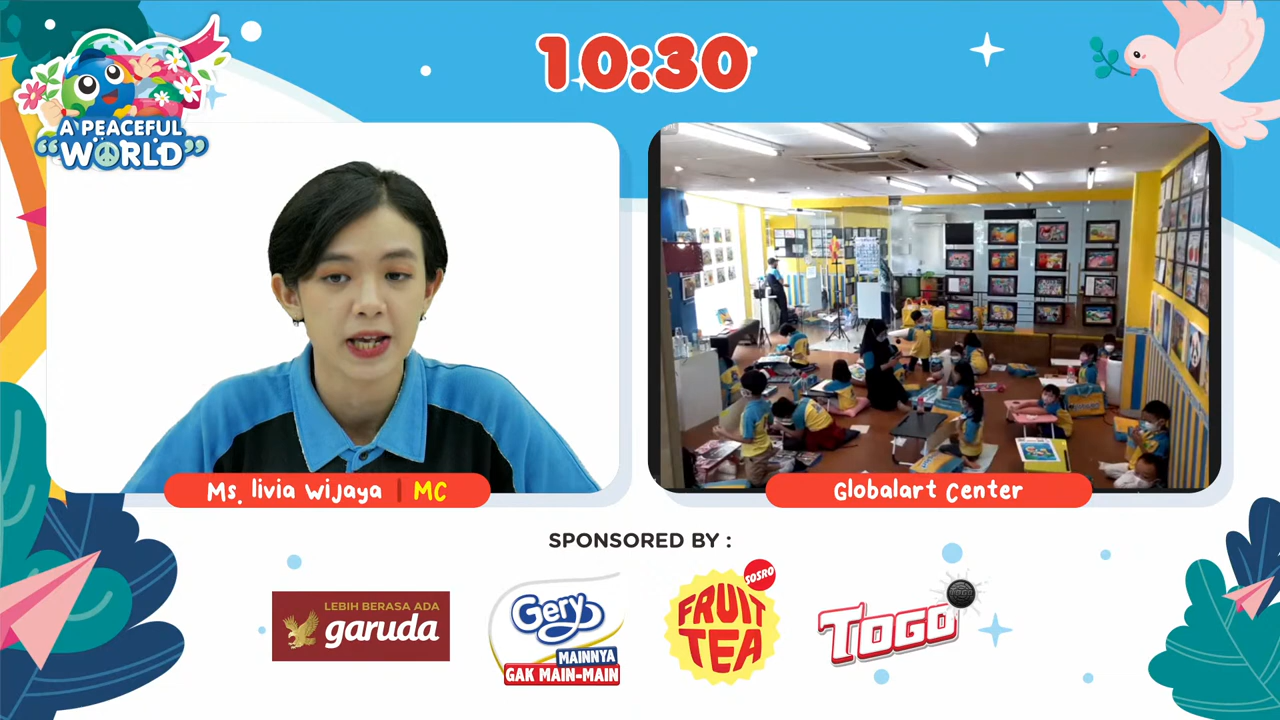 10:30
A PEACEFUL
"WORLD"
Ms. livia wijaya | MC
Globalart Center
SPONSORED BY :
LEBIH BERASA ADA
garuda
Gery
MAINNYA
GAK MAIN-MAIN
SOSRO
FRUIT
TEA
TOGO